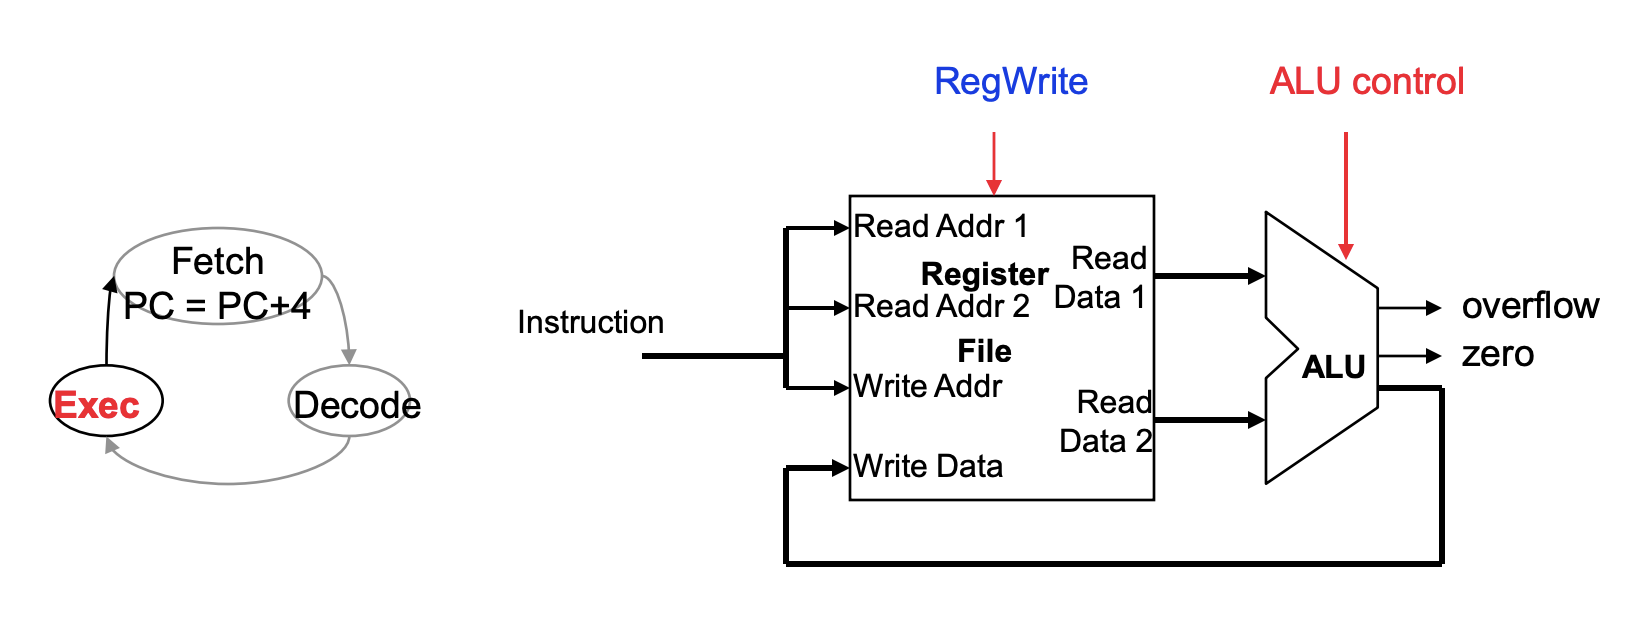 RegWrite
ALU control
Fetch
PC = PC+4
Exec
Decode
Instruction
Read Addr 1
Register
Read Addr 2
File
Write Addr
Write Data
Read
Data 1
Read
Data 2
ALU
overflow
zero